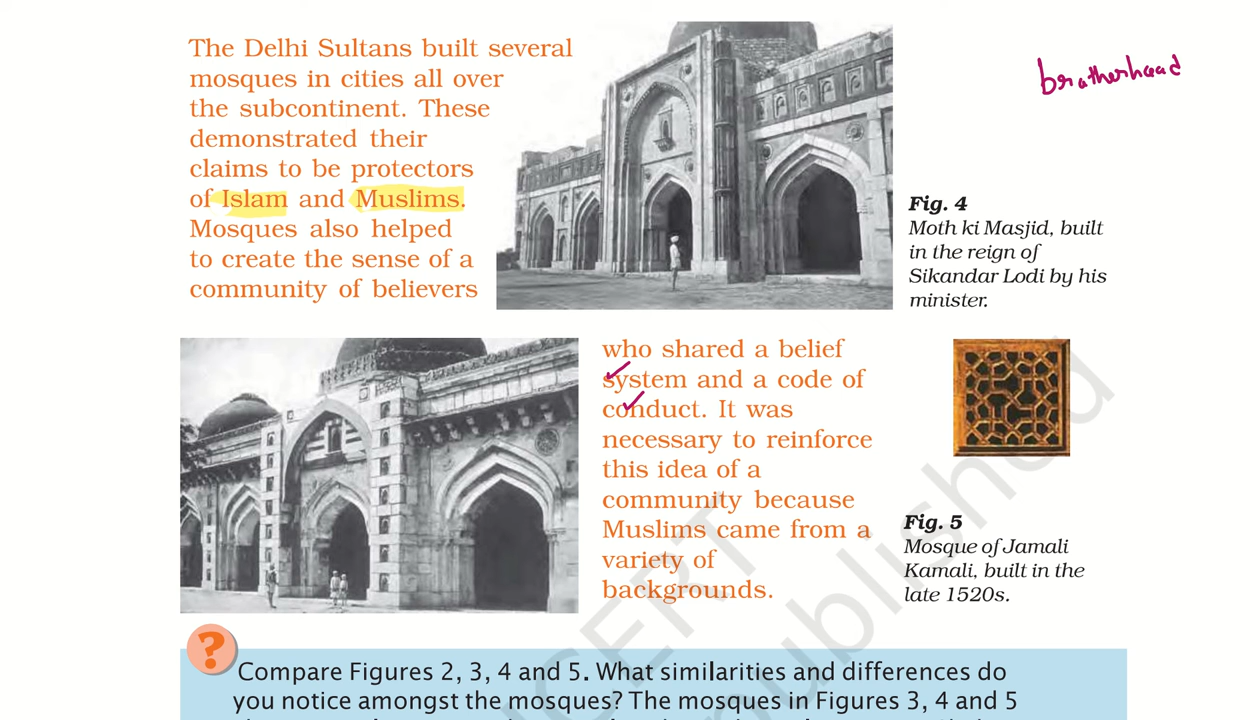 The Delhi Sultans built several
mosques in cities all over
the subcontinent. These
demonstrated their
claims to be protectors
of Islam and Muslims.
Mosques also helped
to create the sense of a
community of believers
bratherhaad
Fig. 4
Moth ki Masjid, built
in the reign of
Sikandar Lodi by his
minister.
who shared a belief
system and a code of
conduct. It was
necessary to reinforce
this idea of a
community because
Muslims came from a
variety of
backgrounds.
Fig. 5
Mosque of Jamali
Kamali, built in the
late 1520s.
?
Compare Figures 2, 3, 4 and 5. What similarities and differences do
you notice amongst the mosques? The mosques in Figures 3, 4 and 5
NCERT
published